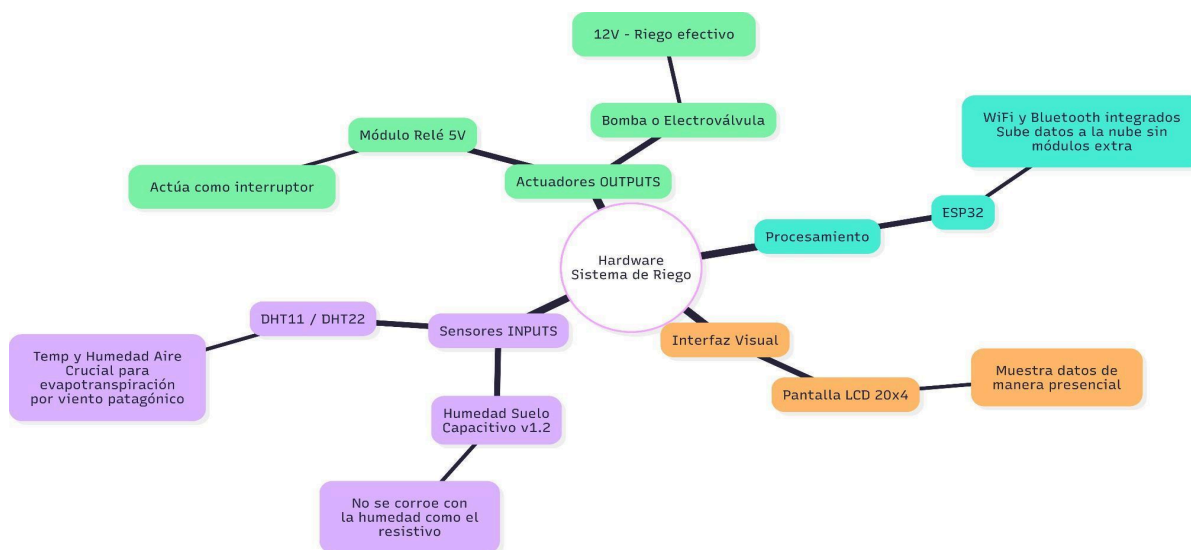 12V - Riego efectivo
Bomba o Electroválvula
Módulo Relé 5V
Actúa como interruptor
Actuadores OUTPUTS
WiFi y Bluetooth integrados
Sube datos a la nube sin
módulos extra
ESP32
Procesamiento
Hardware
Sistema de Riego
DHT11 / DHT22
Sensores INPUTS
Temp y Humedad Aire
Crucial para
evapotranspiración
por viento patagónico
Humedad Suelo
Capacitivo v1.2
No se corroe con
la humedad como el
resistivo
Interfaz Visual
Pantalla LCD 20x4
Muestra datos de
manera presencial